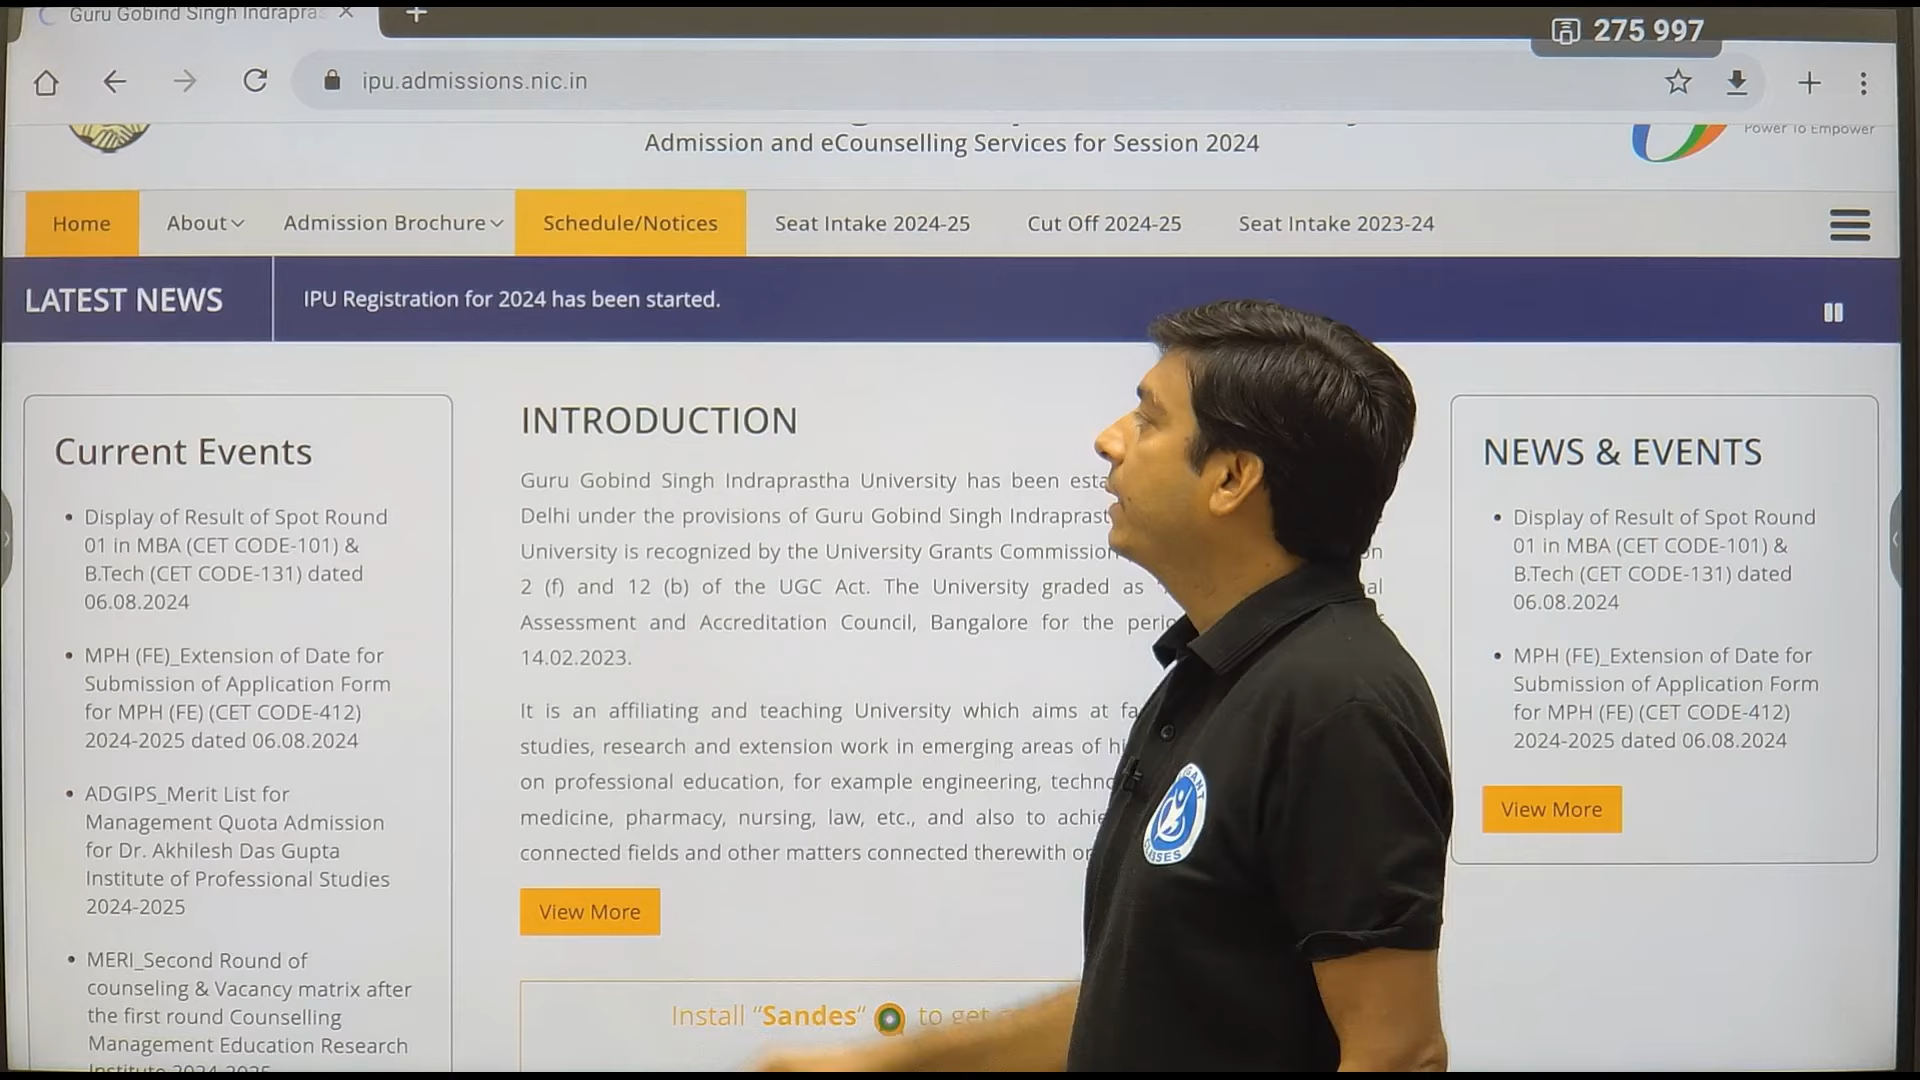 Guru Gobind Singh Indrapras
275 997
ipu.admissions.nic.in
Admission and eCounselling Services for Session 2024
Power To Empower
Home
About
Admission Brochure
Schedule/Notices
Seat Intake 2024-25
Cut Off 2024-25
Seat Intake 2023-24
LATEST NEWS
IPU Registration for 2024 has been started.
Current Events
• Display of Result of Spot Round
01 in MBA (CET CODE-101) &
B.Tech (CET CODE-131) dated
06.08.2024
• MPH (FE)_Extension of Date for
Submission of Application Form
for MPH (FE) (CET CODE-412)
2024-2025 dated 06.08.2024
• ADGIPS_Merit List for
Management Quota Admission
for Dr. Akhilesh Das Gupta
Institute of Professional Studies
2024-2025
• MERI_Second Round of
counseling & Vacancy matrix after
the first round Counselling
Management Education Research
Institute 2024-2025
INTRODUCTION
Guru Gobind Singh Indraprastha University has been
Delhi under the provisions of Guru Gobind Singh
University is recognized by the University Grants Commission
2 (f) and 12 (b) of the UGC Act. The University graded as
Assessment and Accreditation Council, Bangalore for the
14.02.2023.
It is an affiliating and teaching University which aims at
studies, research and extension work in emerging areas of
on professional education, for example engineering,
medicine, pharmacy, nursing, law, etc., and also to
connected fields and other matters connected therewith
View More
Install “Sandes“ to get
NEWS & EVENTS
• Display of Result of Spot Round
01 in MBA (CET CODE-101) &
B.Tech (CET CODE-131) dated
06.08.2024
• MPH (FE)_Extension of Date for
Submission of Application Form
for MPH (FE) (CET CODE-412)
2024-2025 dated 06.08.2024
View More